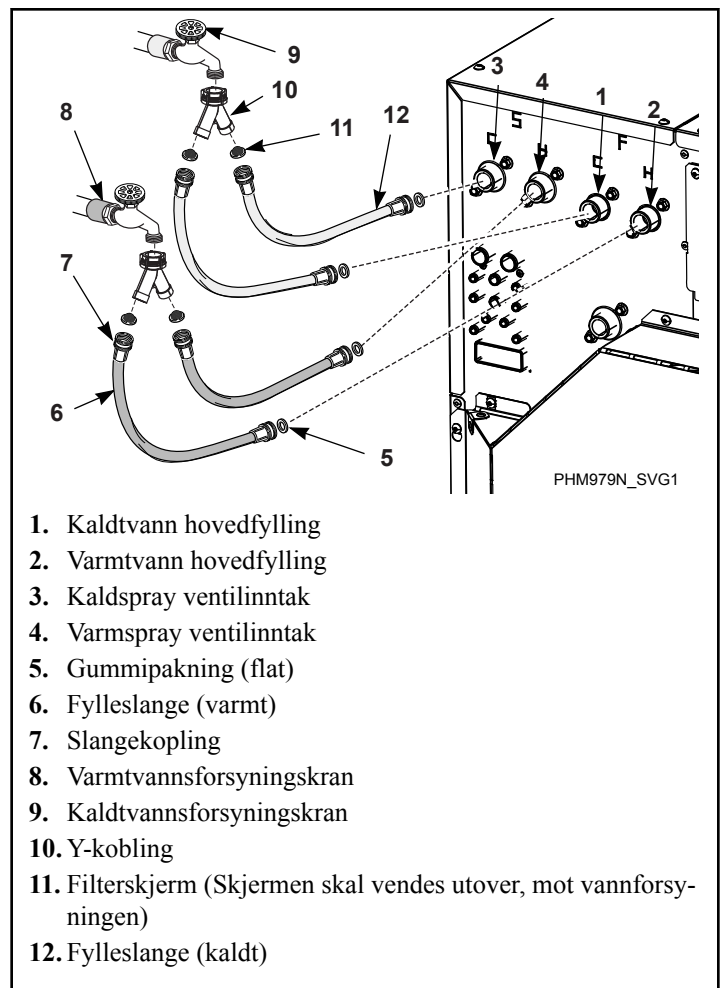 9
10
8
11
12
3
4
1
2
S
F
C
H
C
H
7
6
5
PHM979N_SVG1
1. Kaldtvann hovedfylling
2. Varmtvann hovedfylling
3. Kaldspray ventilinntak
4. Varmspray ventilinntak
5. Gummipakning (flat)
6. Fylleslange (varmt)
7. Slangekopling
8. Varmtvannsforsyningskran
9. Kaldtvannsforsyningskran
10. Y-kobling
11. Filterskjerm (Skjermen skal vendes utover, mot vannforsy-
ningen)
12. Fylleslange (kaldt)